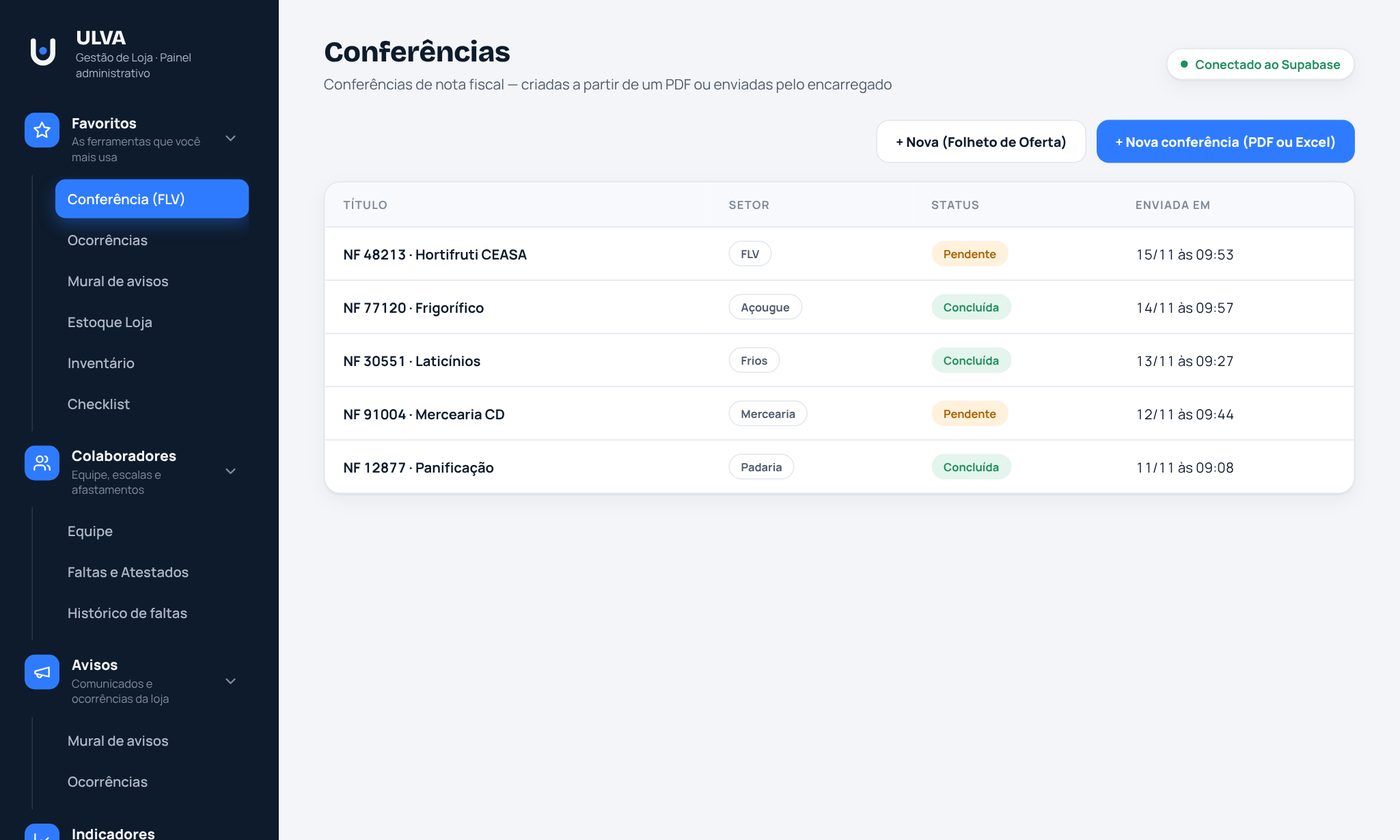 ULVA
Gestão de Loja · Painel
administrativo
Favoritos
As ferramentas que você
mais usa
Conferência (FLV)
Ocorrências
Mural de avisos
Estoque Loja
Inventário
Checklist
Colaboradores
Equipe, escalas e
afastamentos
Equipe
Faltas e Atestados
Histórico de faltas
Avisos
Comunicados e
ocorrências da loja
Mural de avisos
Ocorrências
Indicadores
Conferências
Conferências de nota fiscal — criadas a partir de um PDF ou enviadas pelo encarregado
Conectado ao Supabase
+ Nova (Folheto de Oferta)
+ Nova conferência (PDF ou Excel)
TÍTULO SETOR STATUS ENVIADA EM
NF 48213 · Hortifruti CEASA FLV Pendente 15/11 às 09:53
NF 77120 · Frigorífico Açougue Concluída 14/11 às 09:57
NF 30551 · Laticínios Frios Concluída 13/11 às 09:27
NF 91004 · Mercearia CD Mercearia Pendente 12/11 às 09:44
NF 12877 · Panificação Padaria Concluída 11/11 às 09:08